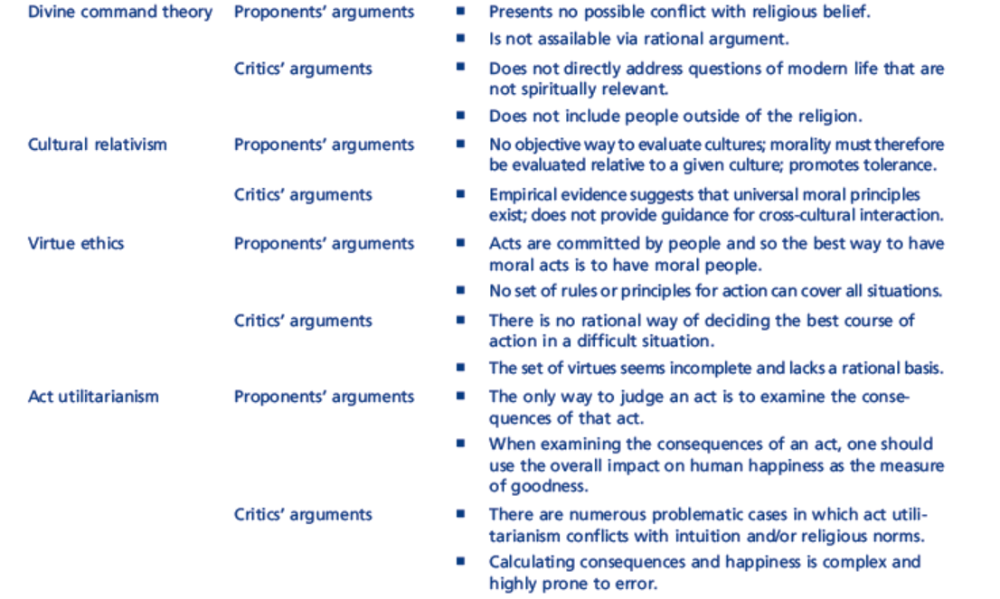 Divine command theory Proponents' arguments ■ Presents no possible conflict with religious belief.
■ Is not assailable via rational argument.
Critics' arguments ■ Does not directly address questions of modern life that are
not spiritually relevant.
■ Does not include people outside of the religion.
Cultural relativism Proponents' arguments ■ No objective way to evaluate cultures; morality must therefore
be evaluated relative to a given culture; promotes tolerance.
Critics' arguments ■ Empirical evidence suggests that universal moral principles
exist; does not provide guidance for cross-cultural interaction.
Virtue ethics Proponents' arguments ■ Acts are committed by people and so the best way to have
moral acts is to have moral people.
■ No set of rules or principles for action can cover all situations.
Critics' arguments ■ There is no rational way of deciding the best course of
action in a difficult situation.
■ The set of virtues seems incomplete and lacks a rational basis.
Act utilitarianism Proponents' arguments ■ The only way to judge an act is to examine the conse-
quences of that act.
■ When examining the consequences of an act, one should
use the overall impact on human happiness as the measure
of goodness.
Critics' arguments ■ There are numerous problematic cases in which act utili-
tarianism conflicts with intuition and/or religious norms.
■ Calculating consequences and happiness is complex and
highly prone to error.